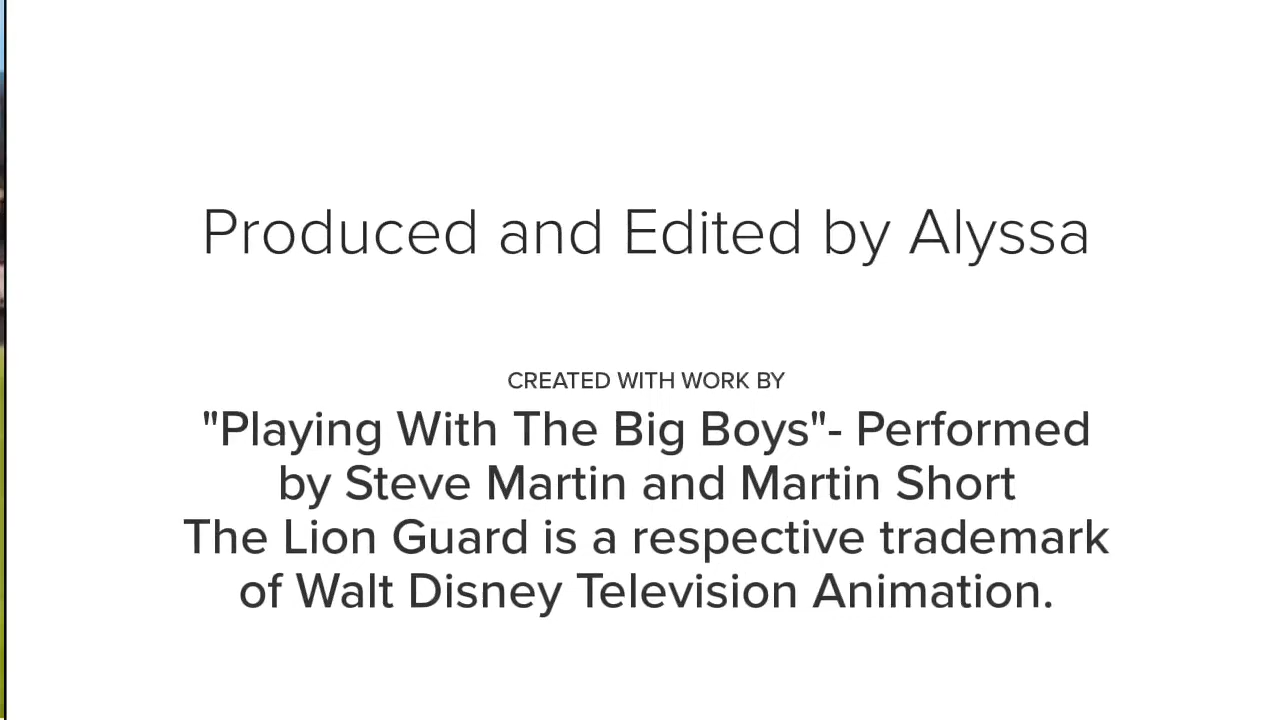 Produced and Edited by Alyssa
CREATED WITH WORK BY
"Playing With The Big Boys"- Performed
by Steve Martin and Martin Short
The Lion Guard is a respective trademark
of Walt Disney Television Animation.